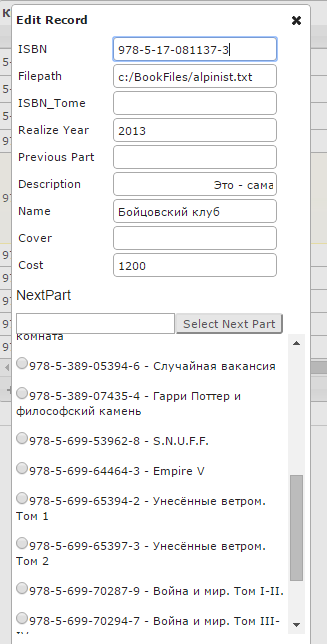 Edit Record
ISBN 978-5-17-081137-3
Filepath c:/BookFiles/alpinist.txt
ISBN_Tome
Realize Year 2013
Previous Part
Description Это - сама
Name Бойцовский клуб
Cover
Cost 1200
NextPart
Select Next Part
комната
978-5-389-05394-6 - Случайная вакансия
978-5-389-07435-4 - Гарри Поттер и
философский камень
978-5-699-53962-8 - S.N.U.F.F.
978-5-699-64464-3 - Empire V
978-5-699-65394-2 - Унесённые ветром.
Том 1
978-5-699-65397-3 - Унесённые ветром.
Том 2
978-5-699-70287-9 - Война и мир. Том I-II.
978-5-699-70294-7 - Война и мир. Том III-